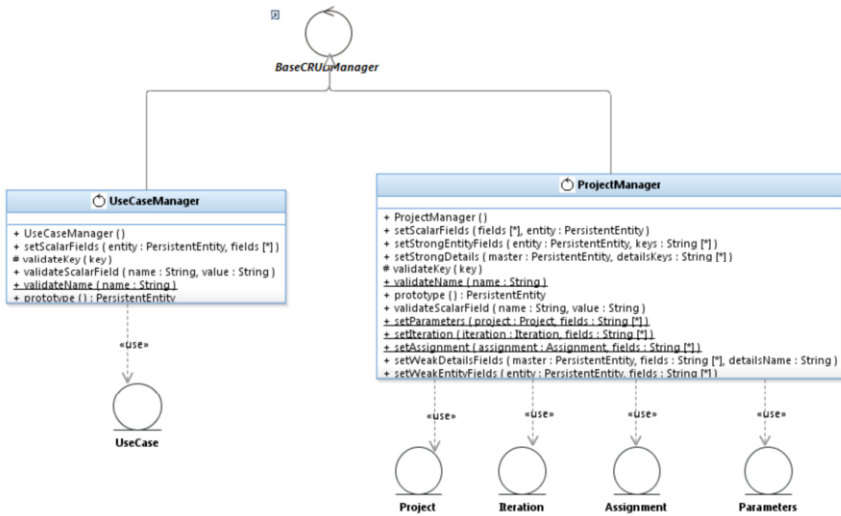 BaseCRUDManager
UseCaseManager
+ UseCaseManager ( )
+ setScalarFields ( entity : PersistentEntity, fields [*] )
# validateKey ( key )
+ validateScalarField ( name : String, value : String )
+ validateName ( name : String )
+ prototype ( ) : PersistentEntity
«use»
UseCase
ProjectManager
+ ProjectManager ( )
+ setScalarFields ( fields [*], entity : PersistentEntity )
+ setStrongEntityFields ( entity : PersistentEntity, keys : String [*] )
+ setStrongDetails ( master : PersistentEntity, detailsKeys : String [*] )
# validateKey ( key )
+ validateName ( name : String )
+ prototype ( ) : PersistentEntity
+ validateScalarField ( name : String, value : String )
+ setParameters ( project : Project, fields : String [*] )
+ setIteration ( iteration : Iteration, fields : String [*] )
+ setAssignment ( assignment : Assignment, fields : String [*] )
+ setWeakDetailsFields ( master : PersistentEntity, fields : String [*], detailsName : String )
+ setWeakEntityFields ( entity : PersistentEntity, fields : String [*] )
«use» «use» «use» «use»
Project Iteration Assignment Parameters